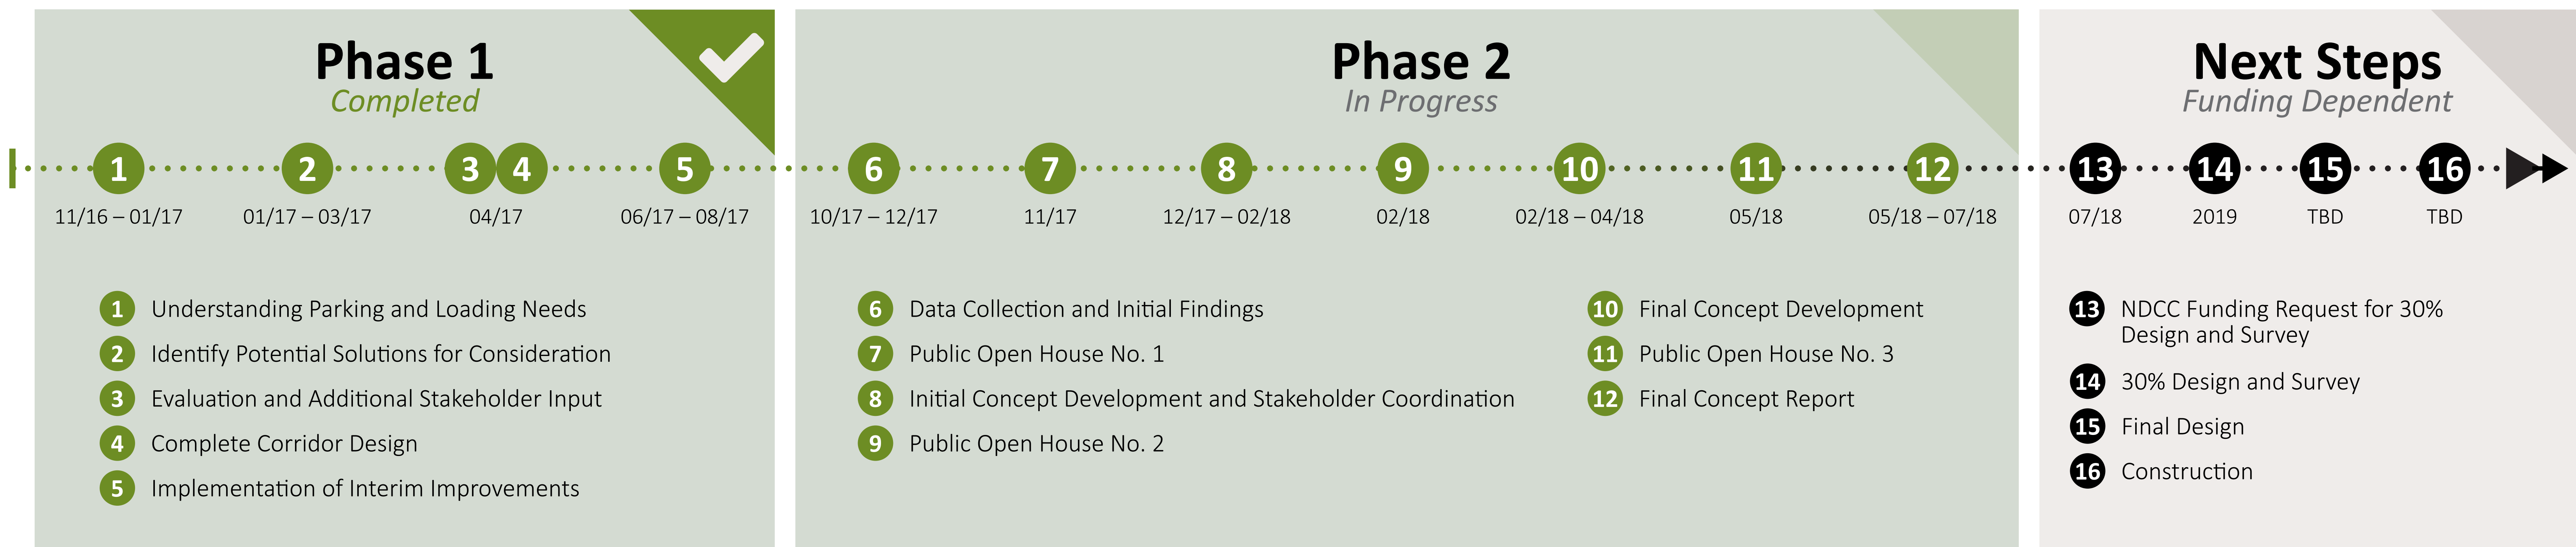 Phase 1
Completed
1 2 3 4 5
11/16 – 01/17 01/17 – 03/17 04/17 06/17 – 08/17
1 Understanding Parking and Loading Needs
2 Identify Potential Solutions for Consideration
3 Evaluation and Additional Stakeholder Input
4 Complete Corridor Design
5 Implementation of Interim Improvements
Phase 2
In Progress
6 7 8 9 10 11 12
10/17 – 12/17 11/17 12/17 – 02/18 02/18 02/18 – 04/18 05/18 05/18 – 07/18
6 Data Collection and Initial Findings
7 Public Open House No. 1
8 Initial Concept Development and Stakeholder Coordination
9 Public Open House No. 2
10 Final Concept Development
11 Public Open House No. 3
12 Final Concept Report
Next Steps
Funding Dependent
13 14 15 16
07/18 2019 TBD TBD
13 NDCC Funding Request for 30%
Design and Survey
14 30% Design and Survey
15 Final Design
16 Construction